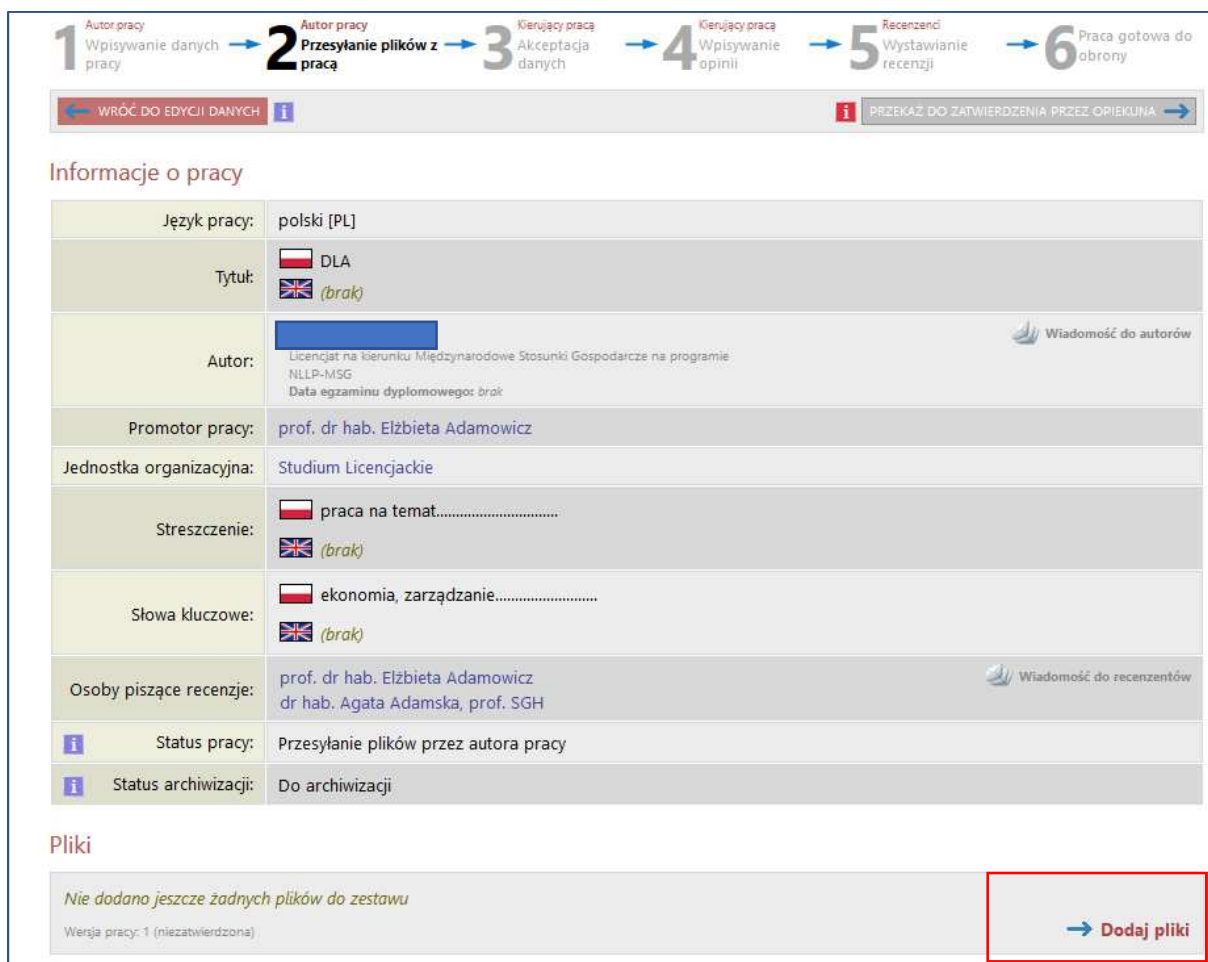 1 Autor pracy
Wpisywanie danych pracy
2 Autor pracy
Przesyłanie plików z pracą
3 Kierujący pracą
Akceptacja danych
4 Kierujący pracą
Wpisywanie opinii
5 Recenzenci
Wystawianie recenzji
6 Praca gotowa do obrony
WRÓĆ DO EDYCJI DANYCH i
i PRZEKAŻ DO ZATWIERDZENIA PRZEZ OPIEKUNA
Informacje o pracy
Język pracy: polski [PL]
Tytuł: DLA
(brak)
Autor:
Wiadomość do autorów
Licencjat na kierunku Międzynarodowe Stosunki Gospodarcze na programie
NLLP-MSG
Data egzaminu dyplomowego: brak
Promotor pracy: prof. dr hab. Elżbieta Adamowicz
Jednostka organizacyjna: Studium Licencjackie
Streszczenie: praca na temat..............................
(brak)
Słowa kluczowe: ekonomia, zarządzanie.........................
(brak)
Osoby piszące recenzje: prof. dr hab. Elżbieta Adamowicz
dr hab. Agata Adamska, prof. SGH
Wiadomość do recenzentów
i Status pracy: Przesyłanie plików przez autora pracy
i Status archiwizacji: Do archiwizacji
Pliki
Nie dodano jeszcze żadnych plików do zestawu
Wersja pracy: 1 (niezatwierdzona)
Dodaj pliki